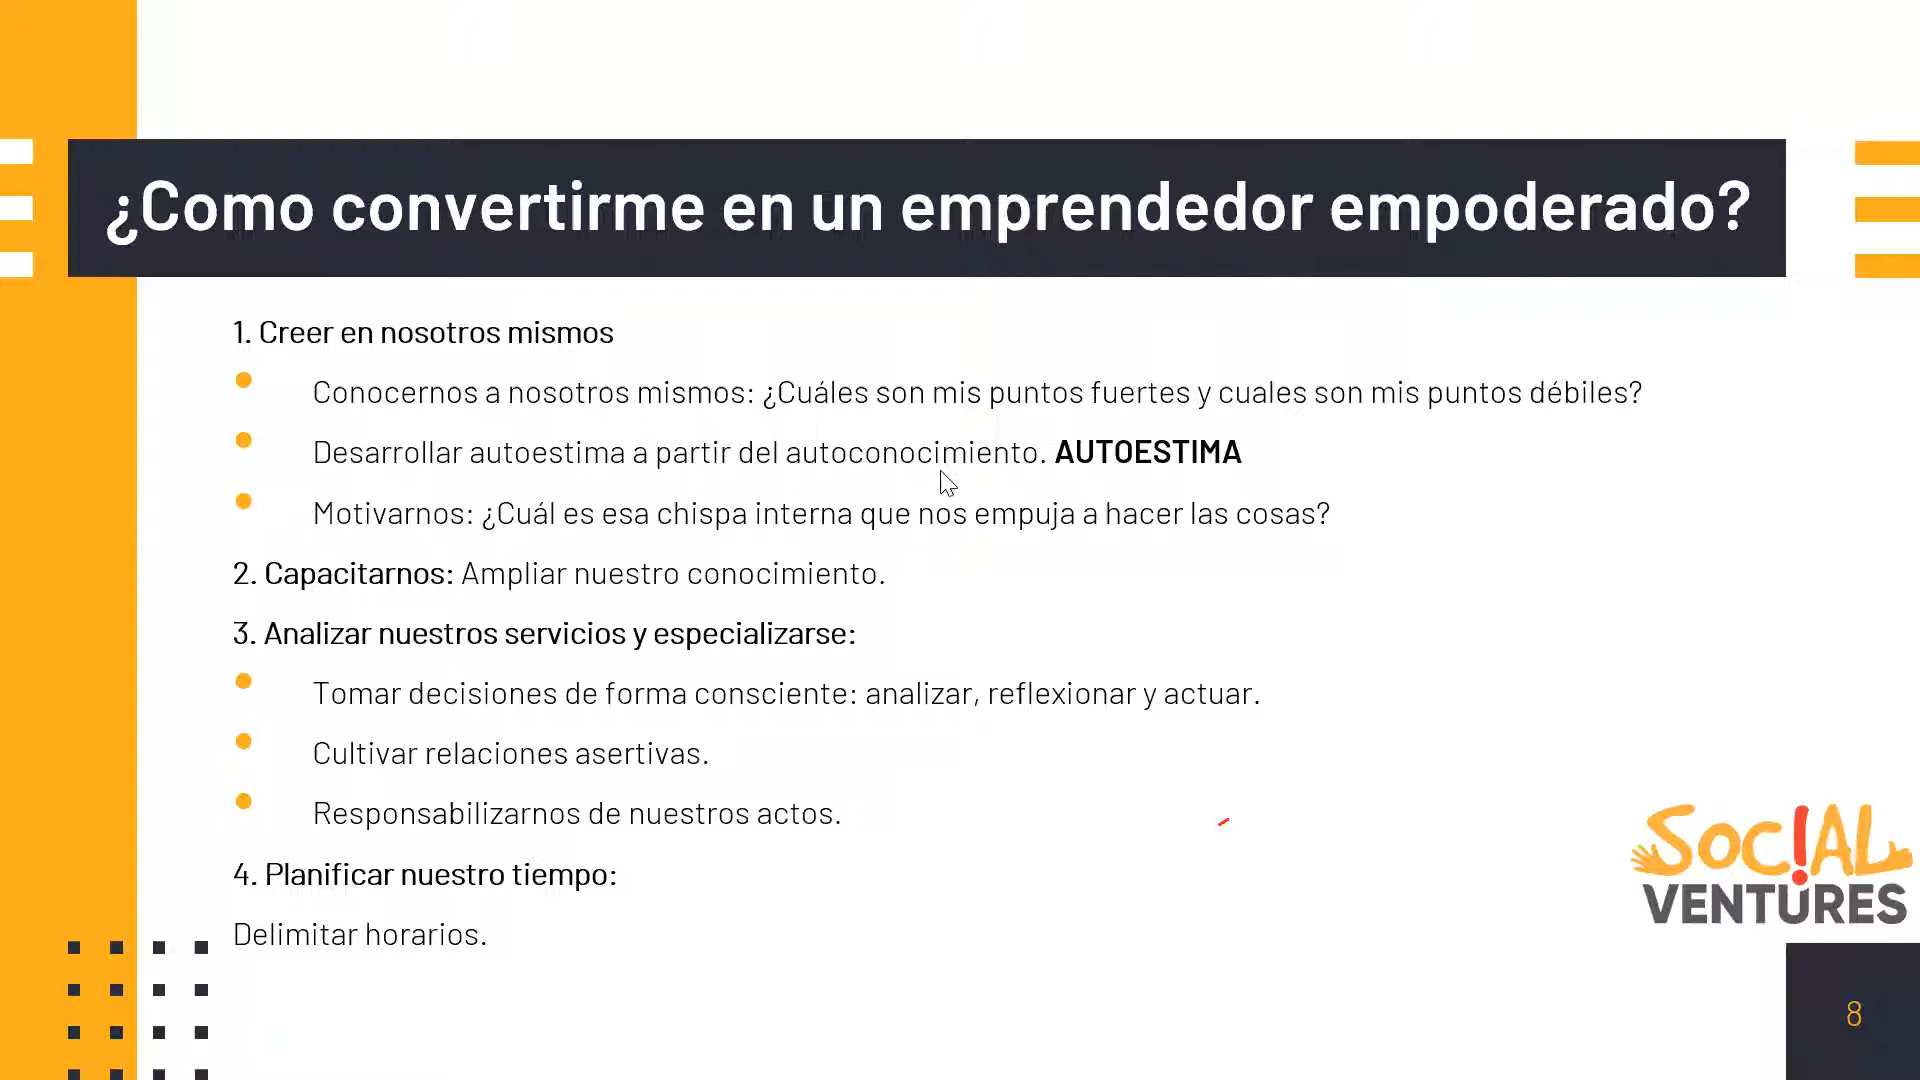 ¿Como convertirme en un emprendedor empoderado?
1. Creer en nosotros mismos
Conocernos a nosotros mismos: ¿Cuáles son mis puntos fuertes y cuales son mis puntos débiles?
Desarrollar autoestima a partir del autoconocimiento. AUTOESTIMA
Motivarnos: ¿Cuál es esa chispa interna que nos empuja a hacer las cosas?
2. Capacitarnos: Ampliar nuestro conocimiento.
3. Analizar nuestros servicios y especializarse:
Tomar decisiones de forma consciente: analizar, reflexionar y actuar.
Cultivar relaciones asertivas.
Responsabilizarnos de nuestros actos.
4. Planificar nuestro tiempo:
Delimitar horarios.
Soc!AL
VENTURES
8